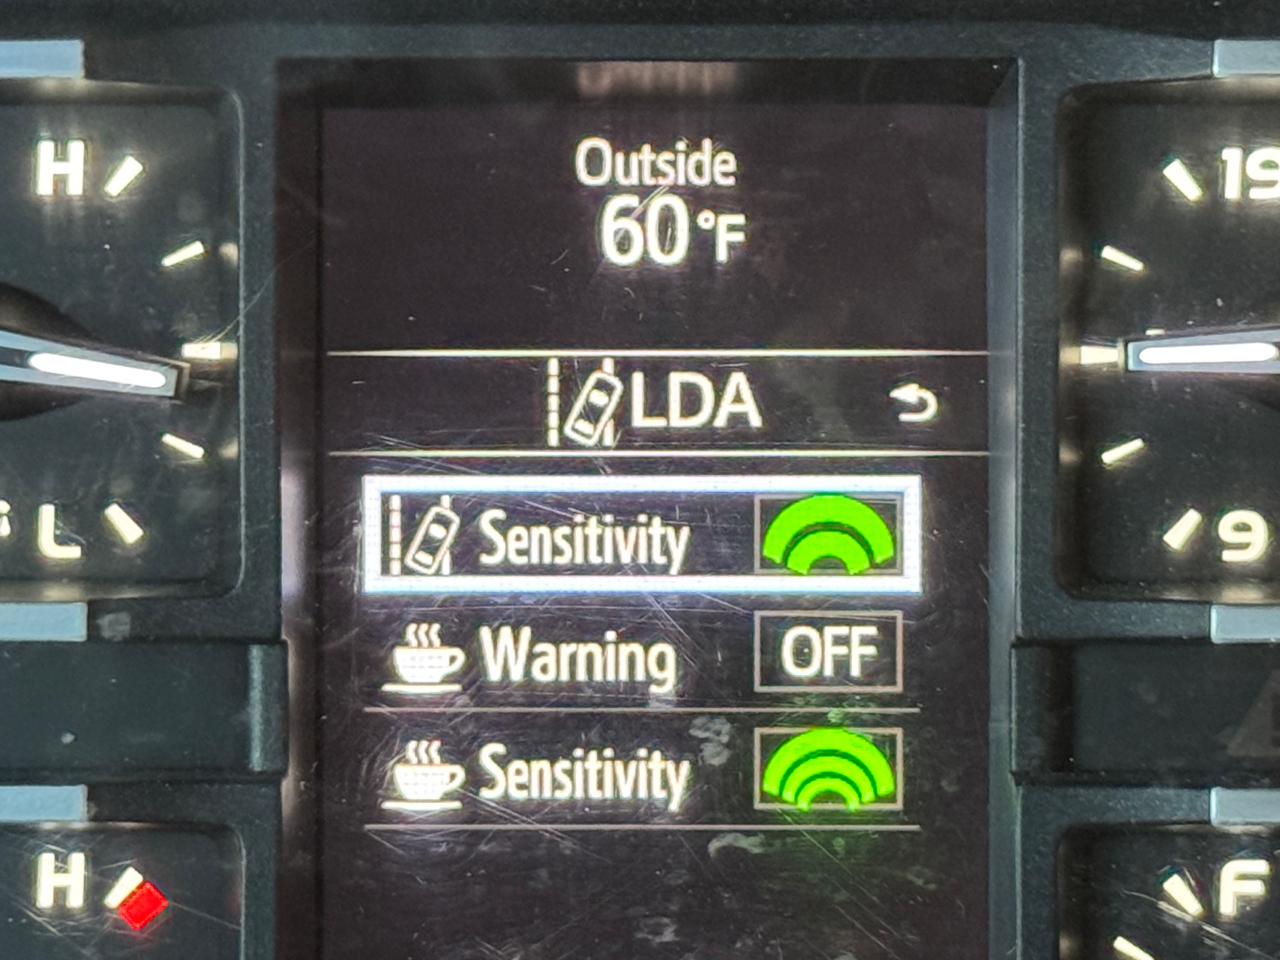 Outside
60°F
LDA
Sensitivity
Warning OFF
Sensitivity
H
L
H
19
9
F